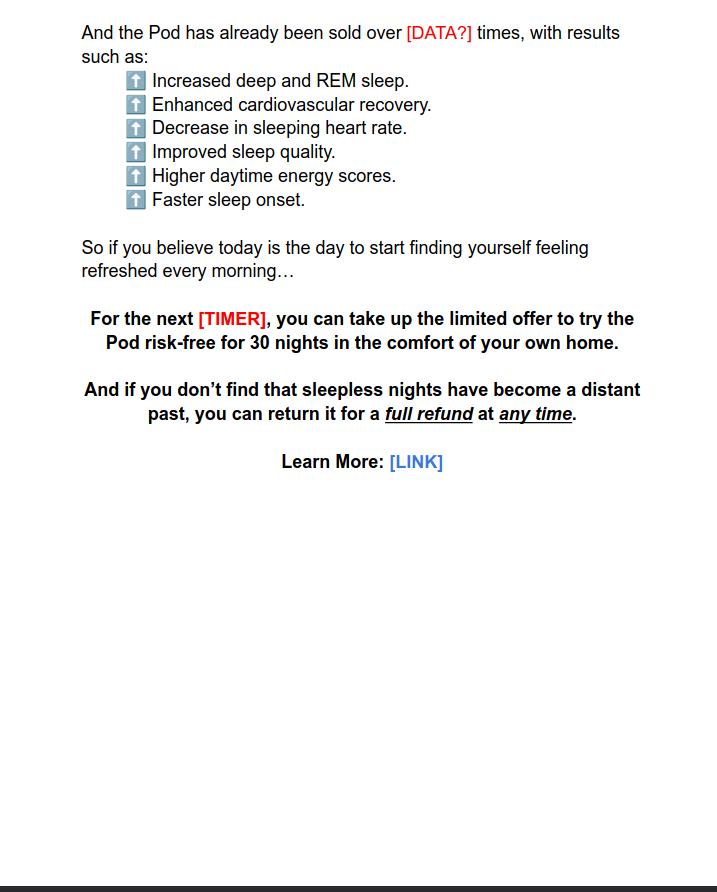 And the Pod has already been sold over [DATA?] times, with results
such as:
⬆️ Increased deep and REM sleep.
⬆️ Enhanced cardiovascular recovery.
⬆️ Decrease in sleeping heart rate.
⬆️ Improved sleep quality.
⬆️ Higher daytime energy scores.
⬆️ Faster sleep onset.
So if you believe today is the day to start finding yourself feeling
refreshed every morning…
For the next [TIMER], you can take up the limited offer to try the
Pod risk-free for 30 nights in the comfort of your own home.
And if you don’t find that sleepless nights have become a distant
past, you can return it for a full refund at any time.
Learn More: [LINK]